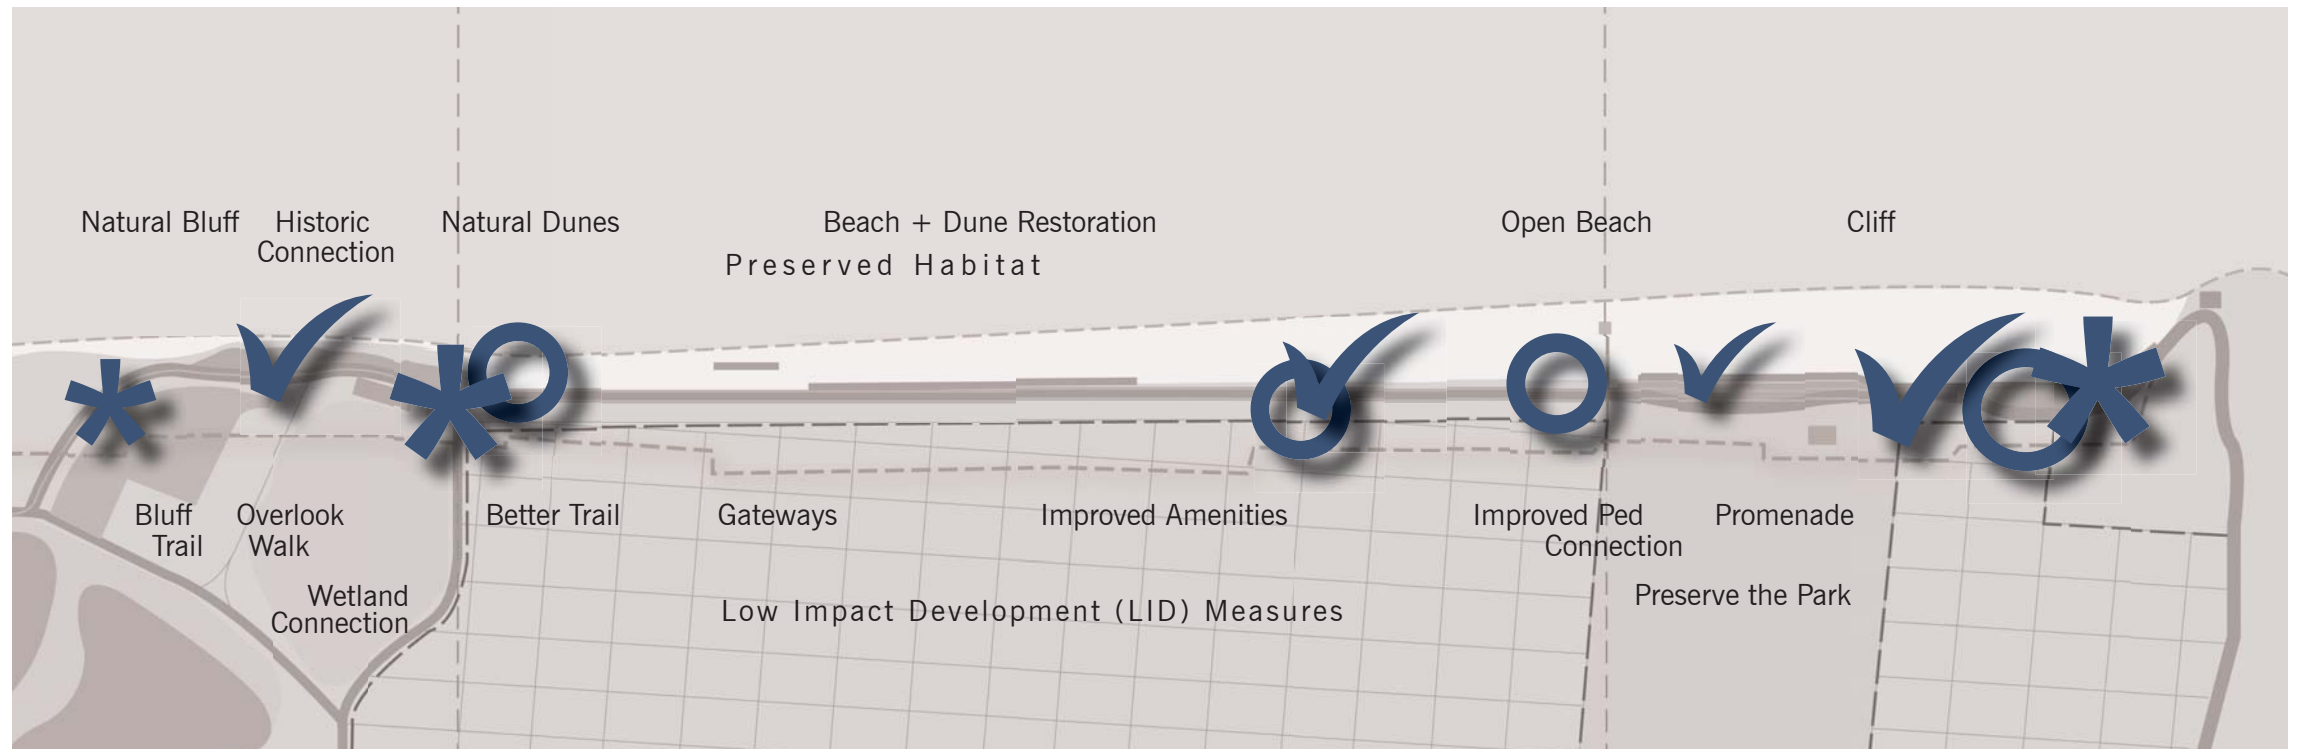 Natural Bluff
Historic
Connection
Natural Dunes
Beach + Dune Restoration
Preserved Habitat
Open Beach
Cliff
Bluff
Trail
Overlook
Walk
Wetland
Connection
Better Trail
Gateways
Improved Amenities
Low Impact Development (LID) Measures
Improved Ped
Connection
Promenade
Preserve the Park